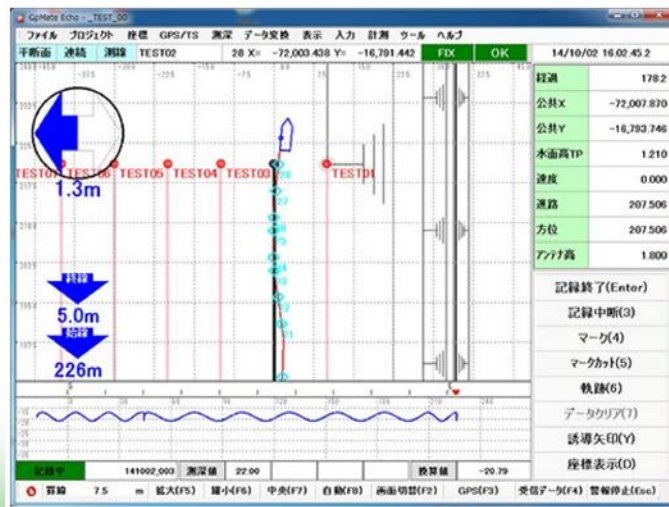 GpMate Echo - _TEST_00
ファイル プロジェクト 座標 GPS/TS 測深 データ変換 表示 入力 計測 ツール ヘルプ
平断面 連続 測線 TEST02 28 X= -72,003.438 Y= -16,791.442 FIX OK 14/10/02 16:02:45.2
経過 1782
公共X -72,007.870
公共Y -16,793.746
水面高TP 1.210
速度 0.000
進路 207.506
方位 207.506
アンテナ高 1.800
TEST06 TEST05 TEST04 TEST03 TEST01
1.3m
終線
5.0m
始線
226m
記録終了(Enter)
記録中断(3)
マーク(4)
マークカット(5)
軌跡(6)
データクリア(7)
誘導矢印(Y)
座標表示(O)
記録中 141002_003 測深値 22.00 換算値 -20.79
罫線 7.5 m 拡大(F5) 縮小(F6) 中央(F7) 自動(F8) 画面切替(F2) GPS(F3) 受信データ(F4) 警報停止(Esc)